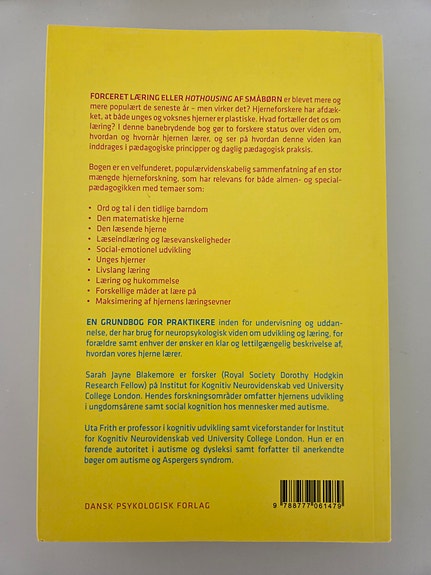 FORCERET LÆRING ELLER HOTHOUSING AF SMÅBØRN er blevet mere og
mere populært de seneste år – men virker det? Hjerneforskere har afdæk-
ket, at både unges og voksnes hjerner er plastiske. Hvad fortæller det os om
læring? I denne banebrydende bog gør to forskere status over viden om,
hvordan og hvornår hjernen lærer, og ser på hvordan denne viden kan
inddrages i pædagogiske principper og daglig pædagogisk praksis.
Bogen er en velfunderet, populærvidenskabelig sammenfatning af en stor
mængde hjerneforskning, som har relevans for både almen- og special-
pædagogikken med temaer som:
• Ord og tal i den tidlige barndom
• Den matematiske hjerne
• Den læsende hjerne
• Læseindlæring og læsevanskeligheder
• Social-emotionel udvikling
• Unges hjerner
• Livslang læring
• Læring og hukommelse
• Forskellige måder at lære på
• Maksimering af hjernens læringsevner
EN GRUNDBOG FOR PRAKTIKERE inden for undervisning og uddan-
nelse, der har brug for neuropsykologisk viden om udvikling og læring, for
forældre samt enhver der ønsker en klar og lettilgængelig beskrivelse af,
hvordan vores hjerne lærer.
Sarah Jayne Blakemore er forsker (Royal Society Dorothy Hodgkin
Research Fellow) på Institut for Kognitiv Neurovidenskab ved University
College London. Hendes forskningsområder omfatter hjernens udvikling
i ungdomsårene samt social kognition hos mennesker med autisme.
Uta Frith er professor i kognitiv udvikling samt viceforstander for Institut
for Kognitiv Neurovidenskab ved University College London. Hun er en
førende autoritet i autisme og dysleksi samt forfatter til anerkendte
bøger om autisme og Aspergers syndrom.
DANSK PSYKOLOGISK FORLAG
9 788777 061479